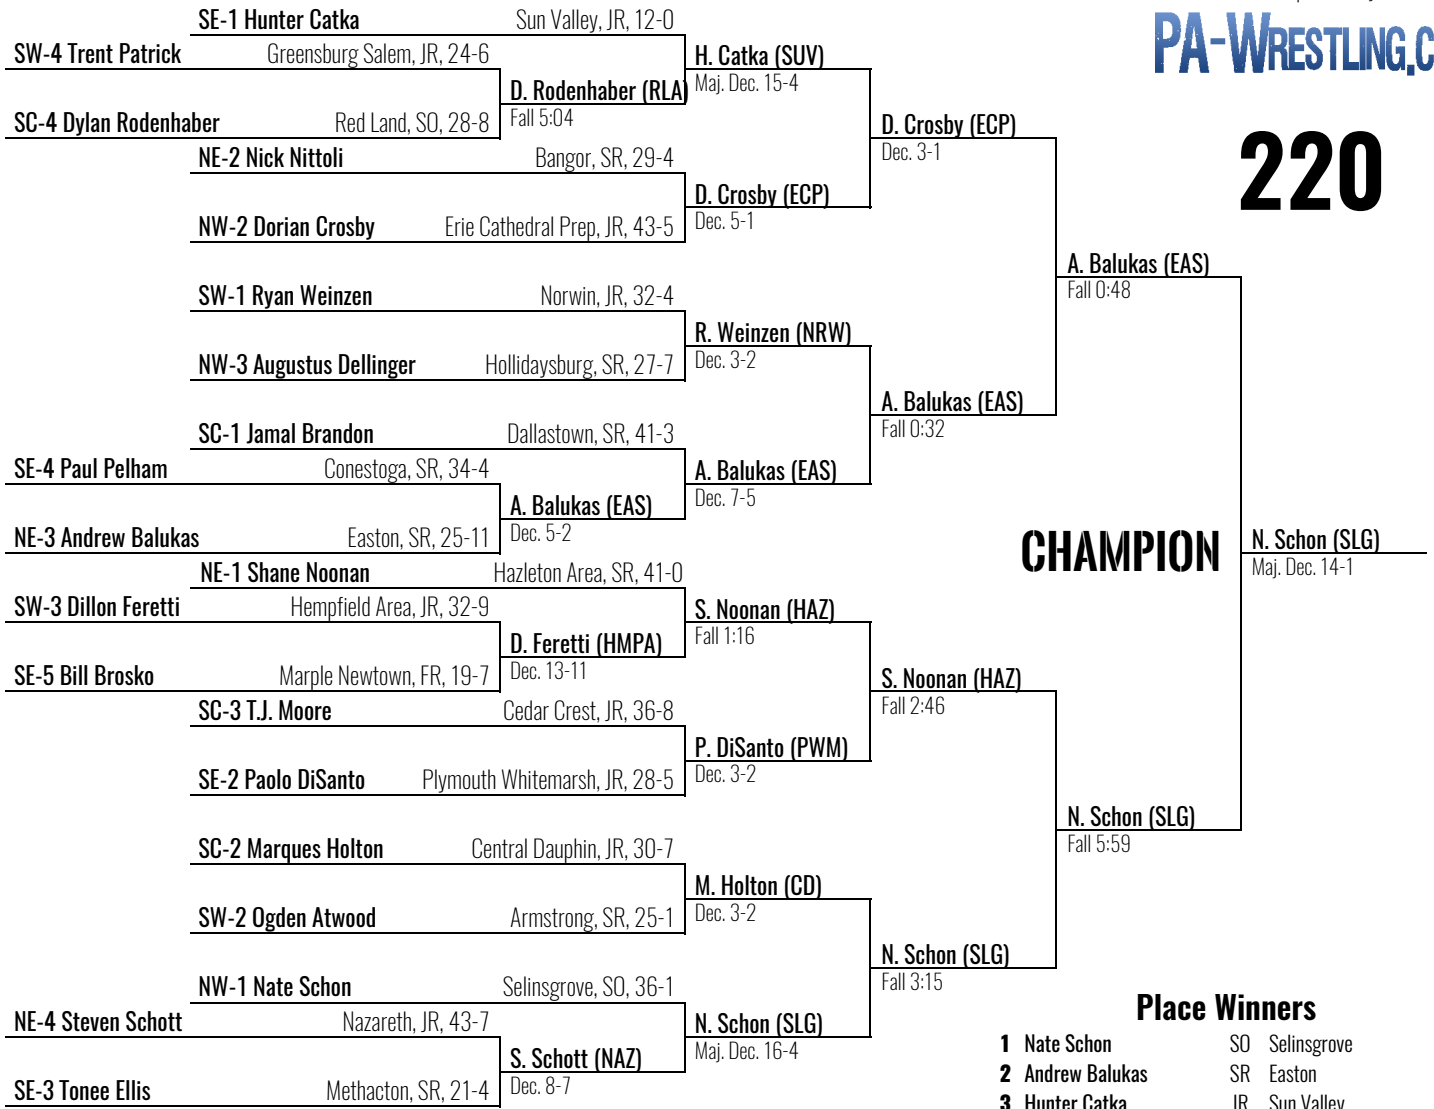 SE-1 Hunter Catka Sun Valley, JR, 12-0
PA-WRESTLING.C
SW-4 Trent Patrick Greensburg Salem, JR, 24-6
H. Catka (SUV)
Maj. Dec. 15-4
D. Rodenhaber (RLA)
Fall 5:04
SC-4 Dylan Rodenhaber Red Land, SO, 28-8
D. Crosby (ECP)
Dec. 3-1
220
NE-2 Nick Nittoli Bangor, SR, 29-4
D. Crosby (ECP)
Dec. 5-1
NW-2 Dorian Crosby Erie Cathedral Prep, JR, 43-5
A. Balukas (EAS)
Fall 0:48
SW-1 Ryan Weinzen Norwin, JR, 32-4
R. Weinzen (NRW)
Dec. 3-2
NW-3 Augustus Dellinger Hollidaysburg, SR, 27-7
A. Balukas (EAS)
Fall 0:32
SC-1 Jamal Brandon Dallastown, SR, 41-3
SE-4 Paul Pelham Conestoga, SR, 34-4
A. Balukas (EAS)
Dec. 7-5
A. Balukas (EAS)
Dec. 5-2
NE-3 Andrew Balukas Easton, SR, 25-11
CHAMPION
N. Schon (SLG)
Maj. Dec. 14-1
NE-1 Shane Noonan Hazleton Area, SR, 41-0
SW-3 Dillon Feretti Hempfield Area, JR, 32-9
S. Noonan (HAZ)
Fall 1:16
D. Feretti (HMPA)
Dec. 13-11
SE-5 Bill Brosko Marple Newtown, FR, 19-7
S. Noonan (HAZ)
Fall 2:46
SC-3 T.J. Moore Cedar Crest, JR, 36-8
P. DiSanto (PWM)
Dec. 3-2
SE-2 Paolo DiSanto Plymouth Whitemarsh, JR, 28-5
N. Schon (SLG)
Fall 5:59
SC-2 Marques Holton Central Dauphin, JR, 30-7
M. Holton (CD)
Dec. 3-2
SW-2 Ogden Atwood Armstrong, SR, 25-1
N. Schon (SLG)
Fall 3:15
NW-1 Nate Schon Selinsgrove, SO, 36-1
NE-4 Steven Schott Nazareth, JR, 43-7
N. Schon (SLG)
Maj. Dec. 16-4
S. Schott (NAZ)
Dec. 8-7
SE-3 Tonee Ellis Methacton, SR, 21-4
Place Winners
1 Nate Schon SO Selinsgrove
2 Andrew Balukas SR Easton
3 Hunter Catka JR Sun Valley